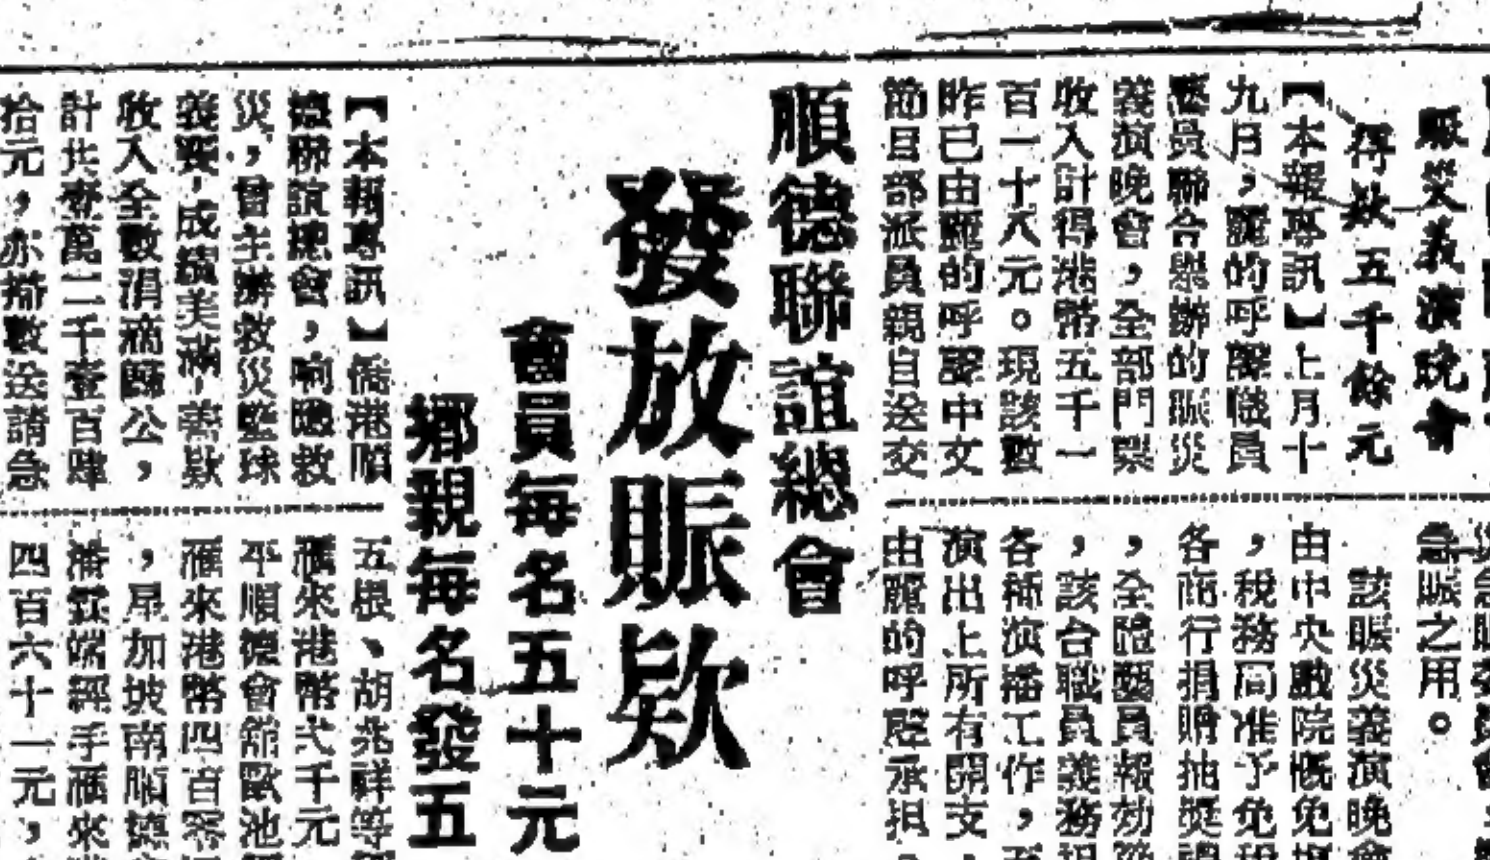 賑災義演晚會
得欵五千餘元
【本報專訊】上月十
九日，麗的呼聲職員
藝員聯合舉辦的賑災
義演晚會，全部門票
收入計得港幣五千一
百一十八元。現該數
昨已由麗的呼聲中文
節目部派員親自送交
急賑之用。
該賑災義演晚會
由中央戲院慨免
，稅務局准予免
各商行捐贈抽獎
，全體藝員報効
，該台職員義務
各種演播工作，
演出上所有開支，
由麗的呼聲承担
順德聯誼總會
發放賑欵
會員每名五十元
鄉親每名發五
【本報專訊】僑港順
德聯誼總會，响應救
災，曾主辦救災籃球
義賽，成績美滿，義欵
收入全數涓滴歸公，
計共壹萬二千壹百肆
拾元，亦撥數送請急
五根、胡兆祥等
滙來港幣弍千元
平順德會館歐池
滙來港幣四百
，星加坡南順
潘 端經手滙來
四百六十一元，